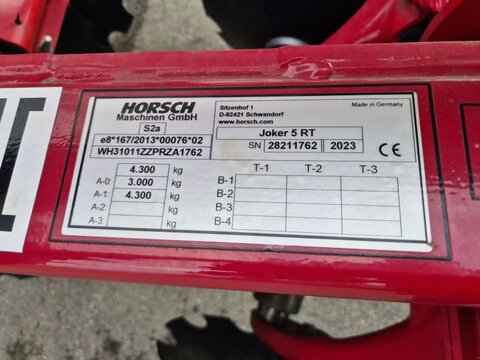 HORSCH
Maschinen GmbH
Sitzenhof 1
D-92421 Schwandorf
www.horsch.com
Made in Germany
S2a
e8*167/2013*00076*02
WH31011ZZPRZA1762
Joker 5 RT
SN 28211762 2023 CE
4.300 kg
A-0: 3.000 kg
A-1: 4.300 kg
A-2: kg
A-3: kg
T-1 T-2 T-3
B-1
B-2
B-3
B-4